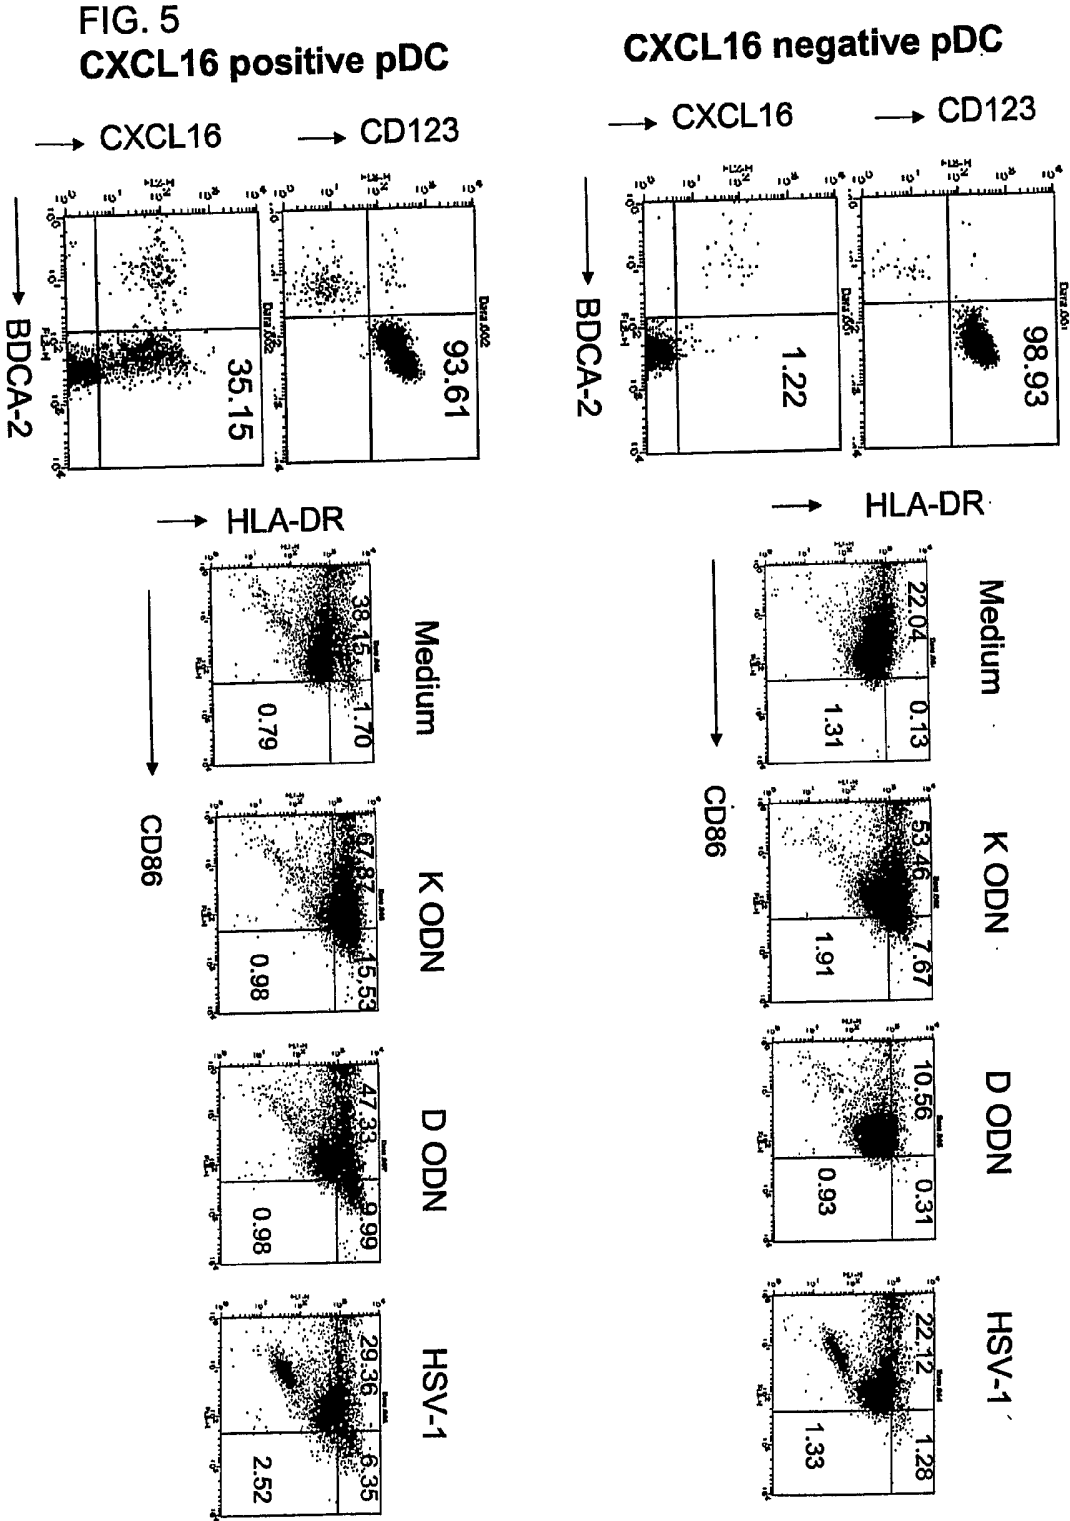 FIG. 5
CXCL16 positive pDC
CXCL16 negative pDC
CXCL16
CD123
CXCL16
CD123
BDCA-2
35.15
93.61
BDCA-2
1.22
98.93
HLA-DR
CD86
Medium
38.15
1.70
0.79
K ODN
67.87
15.53
0.98
D ODN
47.33
9.99
0.98
HSV-1
29.36
6.35
2.52
HLA-DR
CD86
Medium
22.04
0.13
1.31
K ODN
53.46
7.67
1.91
D ODN
10.56
0.31
0.93
HSV-1
22.12
1.28
1.33